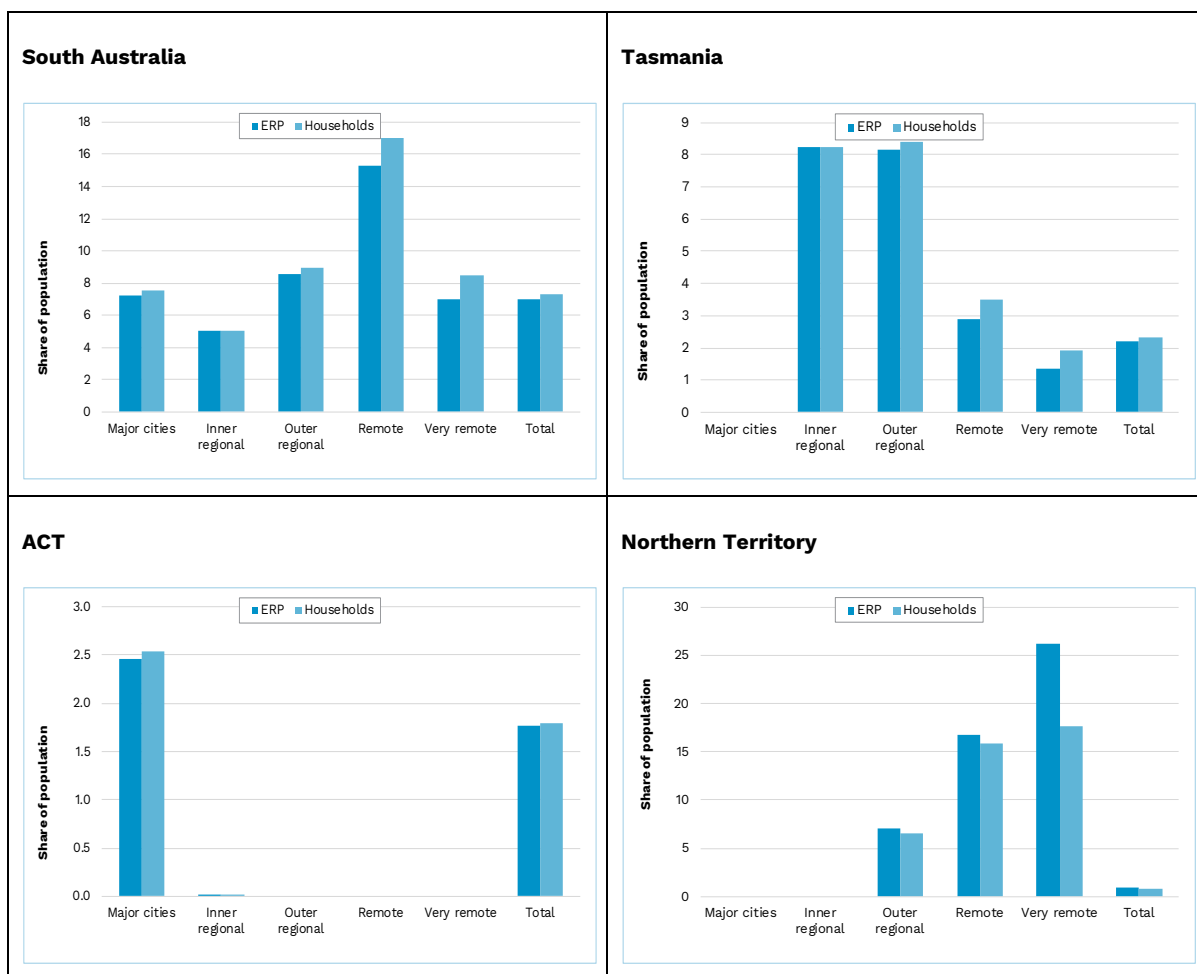 South Australia
ERP Households
Share of population
18
16
14
12
10
8
6
4
2
0
Major cities Inner Outer Remote Very remote Total
regional regional
Tasmania
ERP Households
Share of population
9
8
7
6
5
4
3
2
1
0
Major cities Inner Outer Remote Very remote Total
regional regional
ACT
ERP Households
Share of population
3.0
2.5
2.0
1.5
1.0
0.5
0.0
Major cities Inner Outer Remote Very remote Total
regional regional
Northern Territory
ERP Households
Share of population
30
25
20
15
10
5
0
Major cities Inner Outer Remote Very remote Total
regional regional